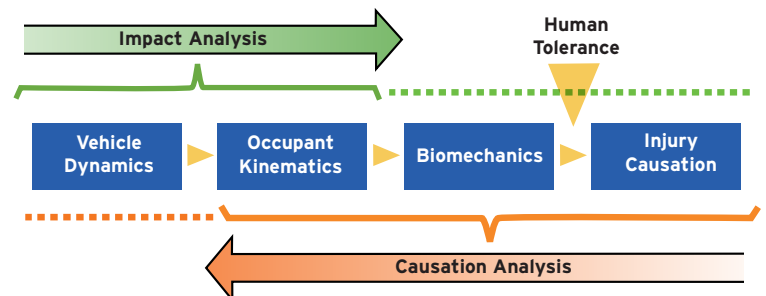 Impact Analysis
Human
Tolerance
Vehicle
Dynamics
Occupant
Kinematics
Biomechanics
Injury
Causation
Causation Analysis